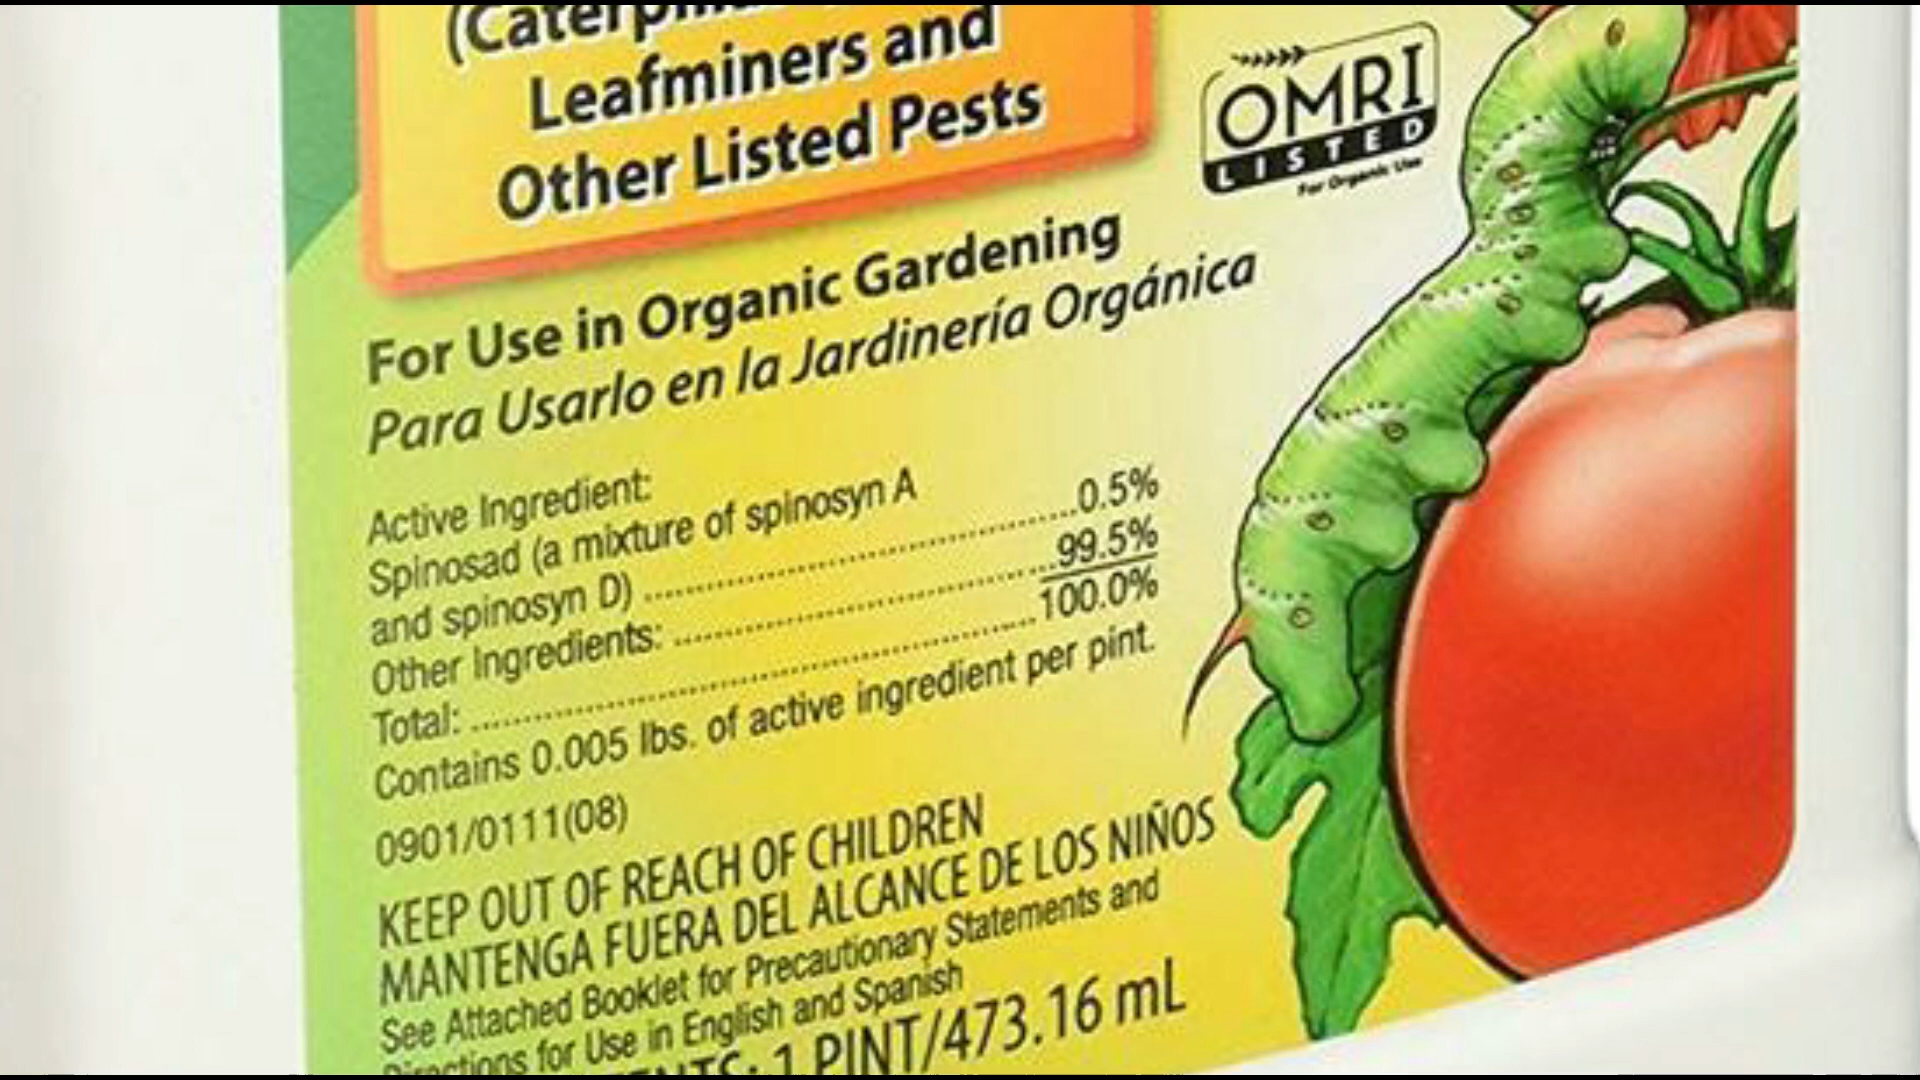 Leafminers and
Other Listed Pests
OMRI
LISTED
For Organic Use
For Use in Organic Gardening
Para Usarlo en la Jardinería Orgánica
Active Ingredient:
Spinosad (a mixture of spinosyn A
and spinosyn D) ........................................ 0.5%
Other Ingredients: ........................................ 99.5%
Total: ........................................ 100.0%
Contains 0.005 lbs. of active ingredient per pint.
0901/0111(08)
KEEP OUT OF REACH OF CHILDREN
MANTENGA FUERA DEL ALCANCE DE LOS NIÑOS
See Attached Booklet for Precautionary Statements and
Directions for Use in English and Spanish
1 PINT/473.16 mL